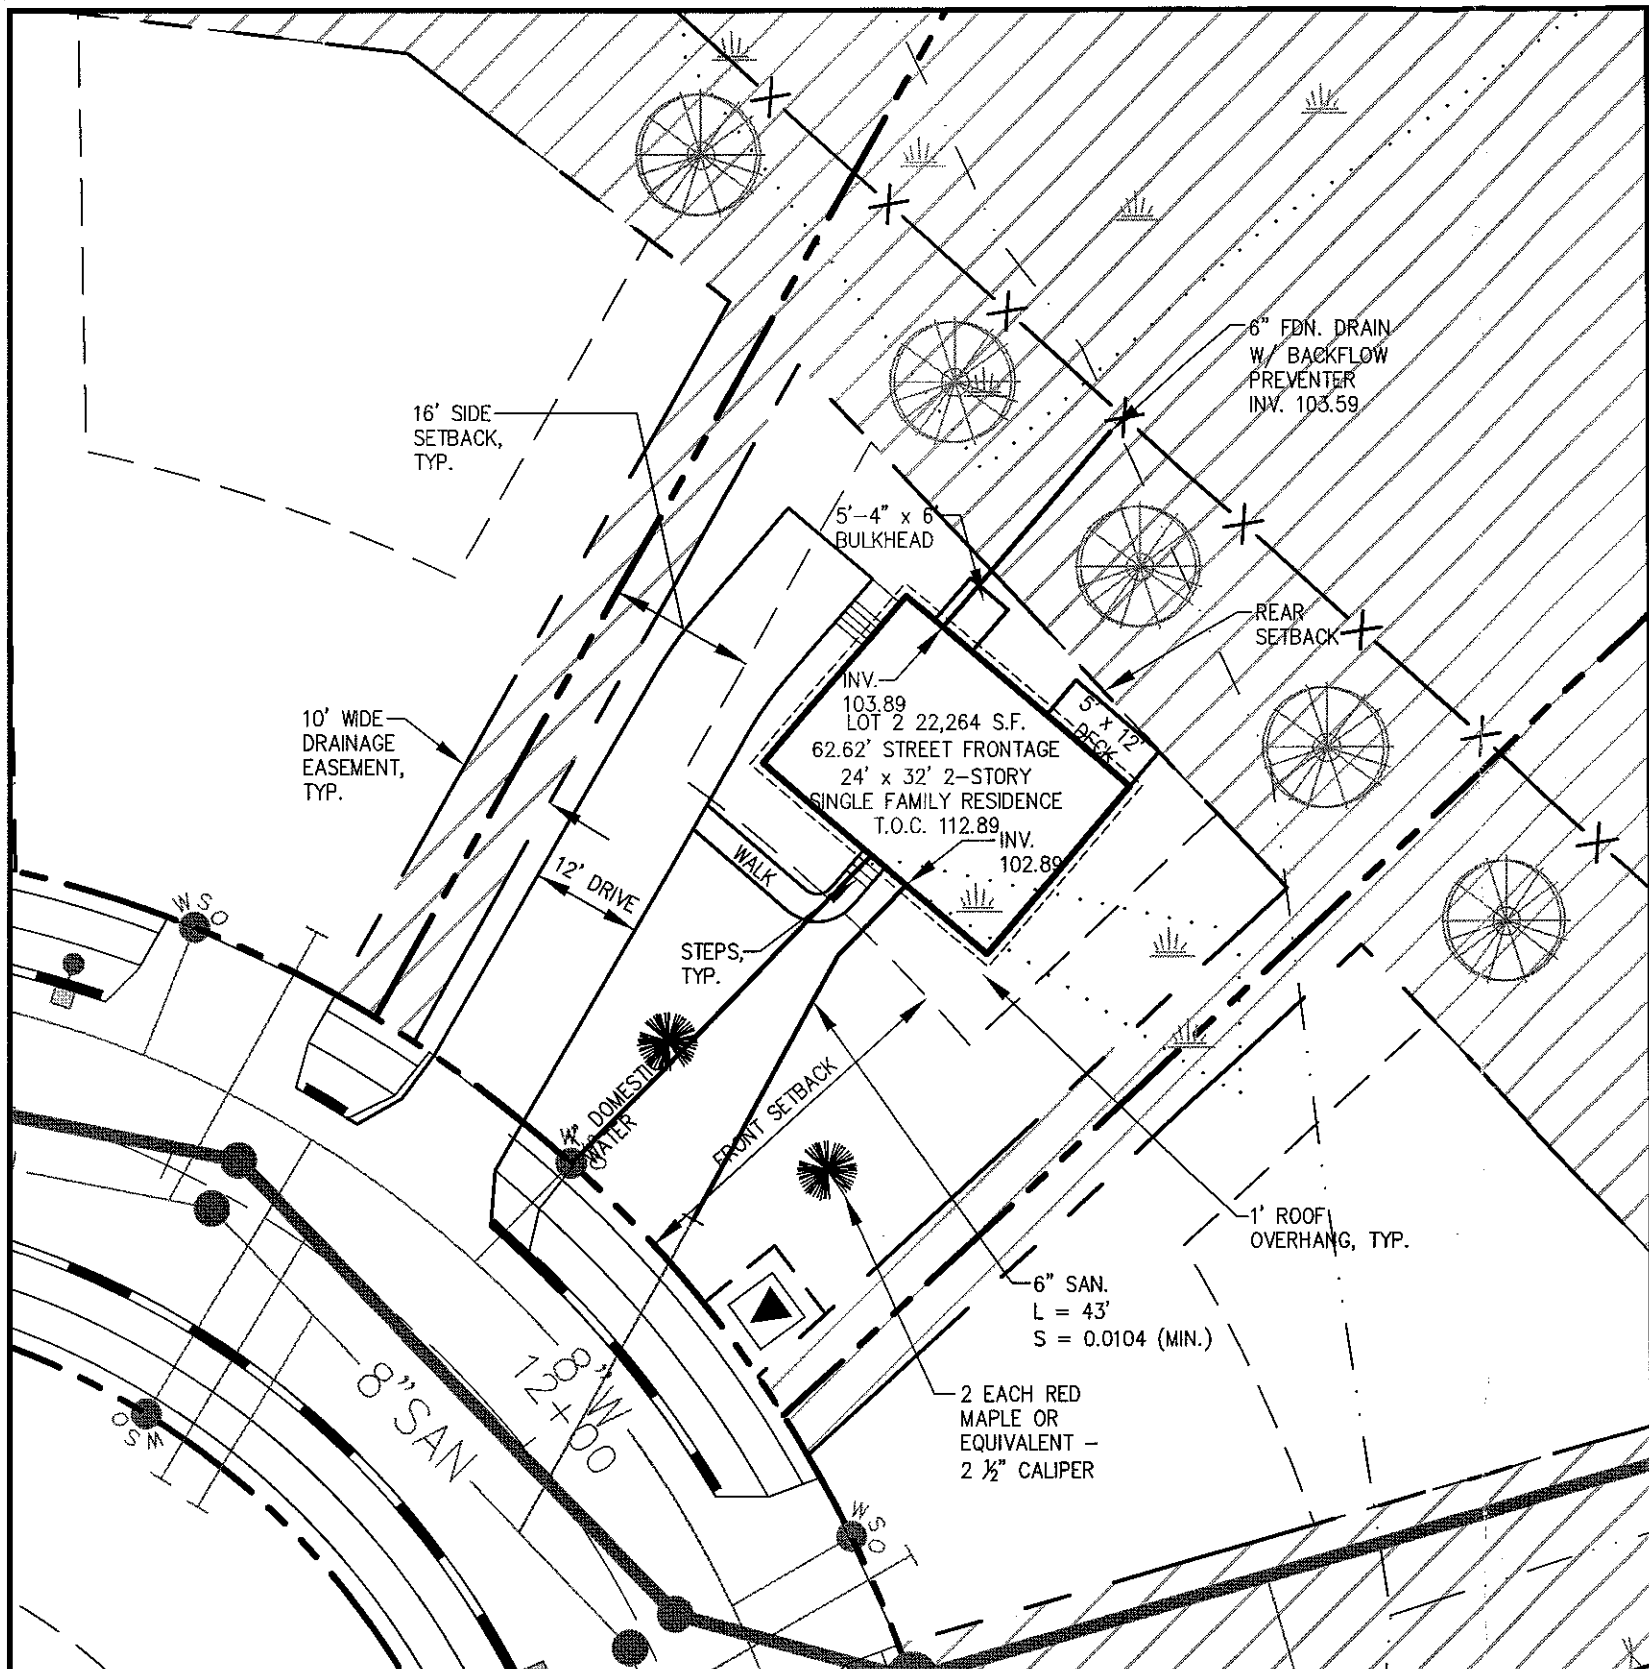 6" FDN. DRAIN
W/ BACKFLOW
PREVENTER
INV. 103.59
16' SIDE
SETBACK,
TYP.
5'-4" x 6'
BULKHEAD
REAR
SETBACK
INV.
103.89
10' WIDE
DRAINAGE
EASEMENT,
TYP.
5' x 12'
DECK
LOT 2 22,264 S.F.
62.62' STREET FRONTAGE
24' x 32' 2-STORY
SINGLE FAMILY RESIDENCE
T.O.C. 112.89
INV.
102.89
WALK
12' DRIVE
WSO
STEPS,
TYP.
DOMESTIC
WATER
FRONT SETBACK
1' ROOF
OVERHANG, TYP.
6" SAN.
L = 43'
S = 0.0104 (MIN.)
2 EACH RED
MAPLE OR
EQUIVALENT -
2 ½" CALIPER
8"W
12+00
8"SAN
WSO
WSO